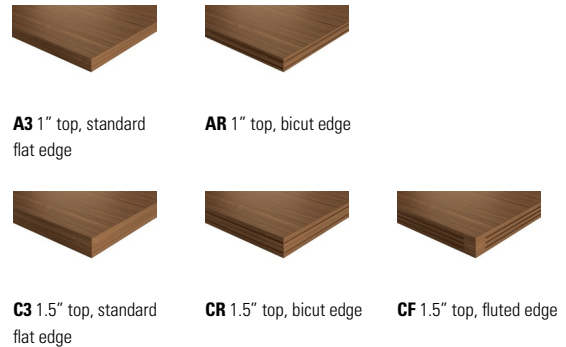 A3 1” top, standard
flat edge
AR 1” top, bicut edge
C3 1.5” top, standard
flat edge
CR 1.5” top, bicut edge
CF 1.5” top, fluted edge